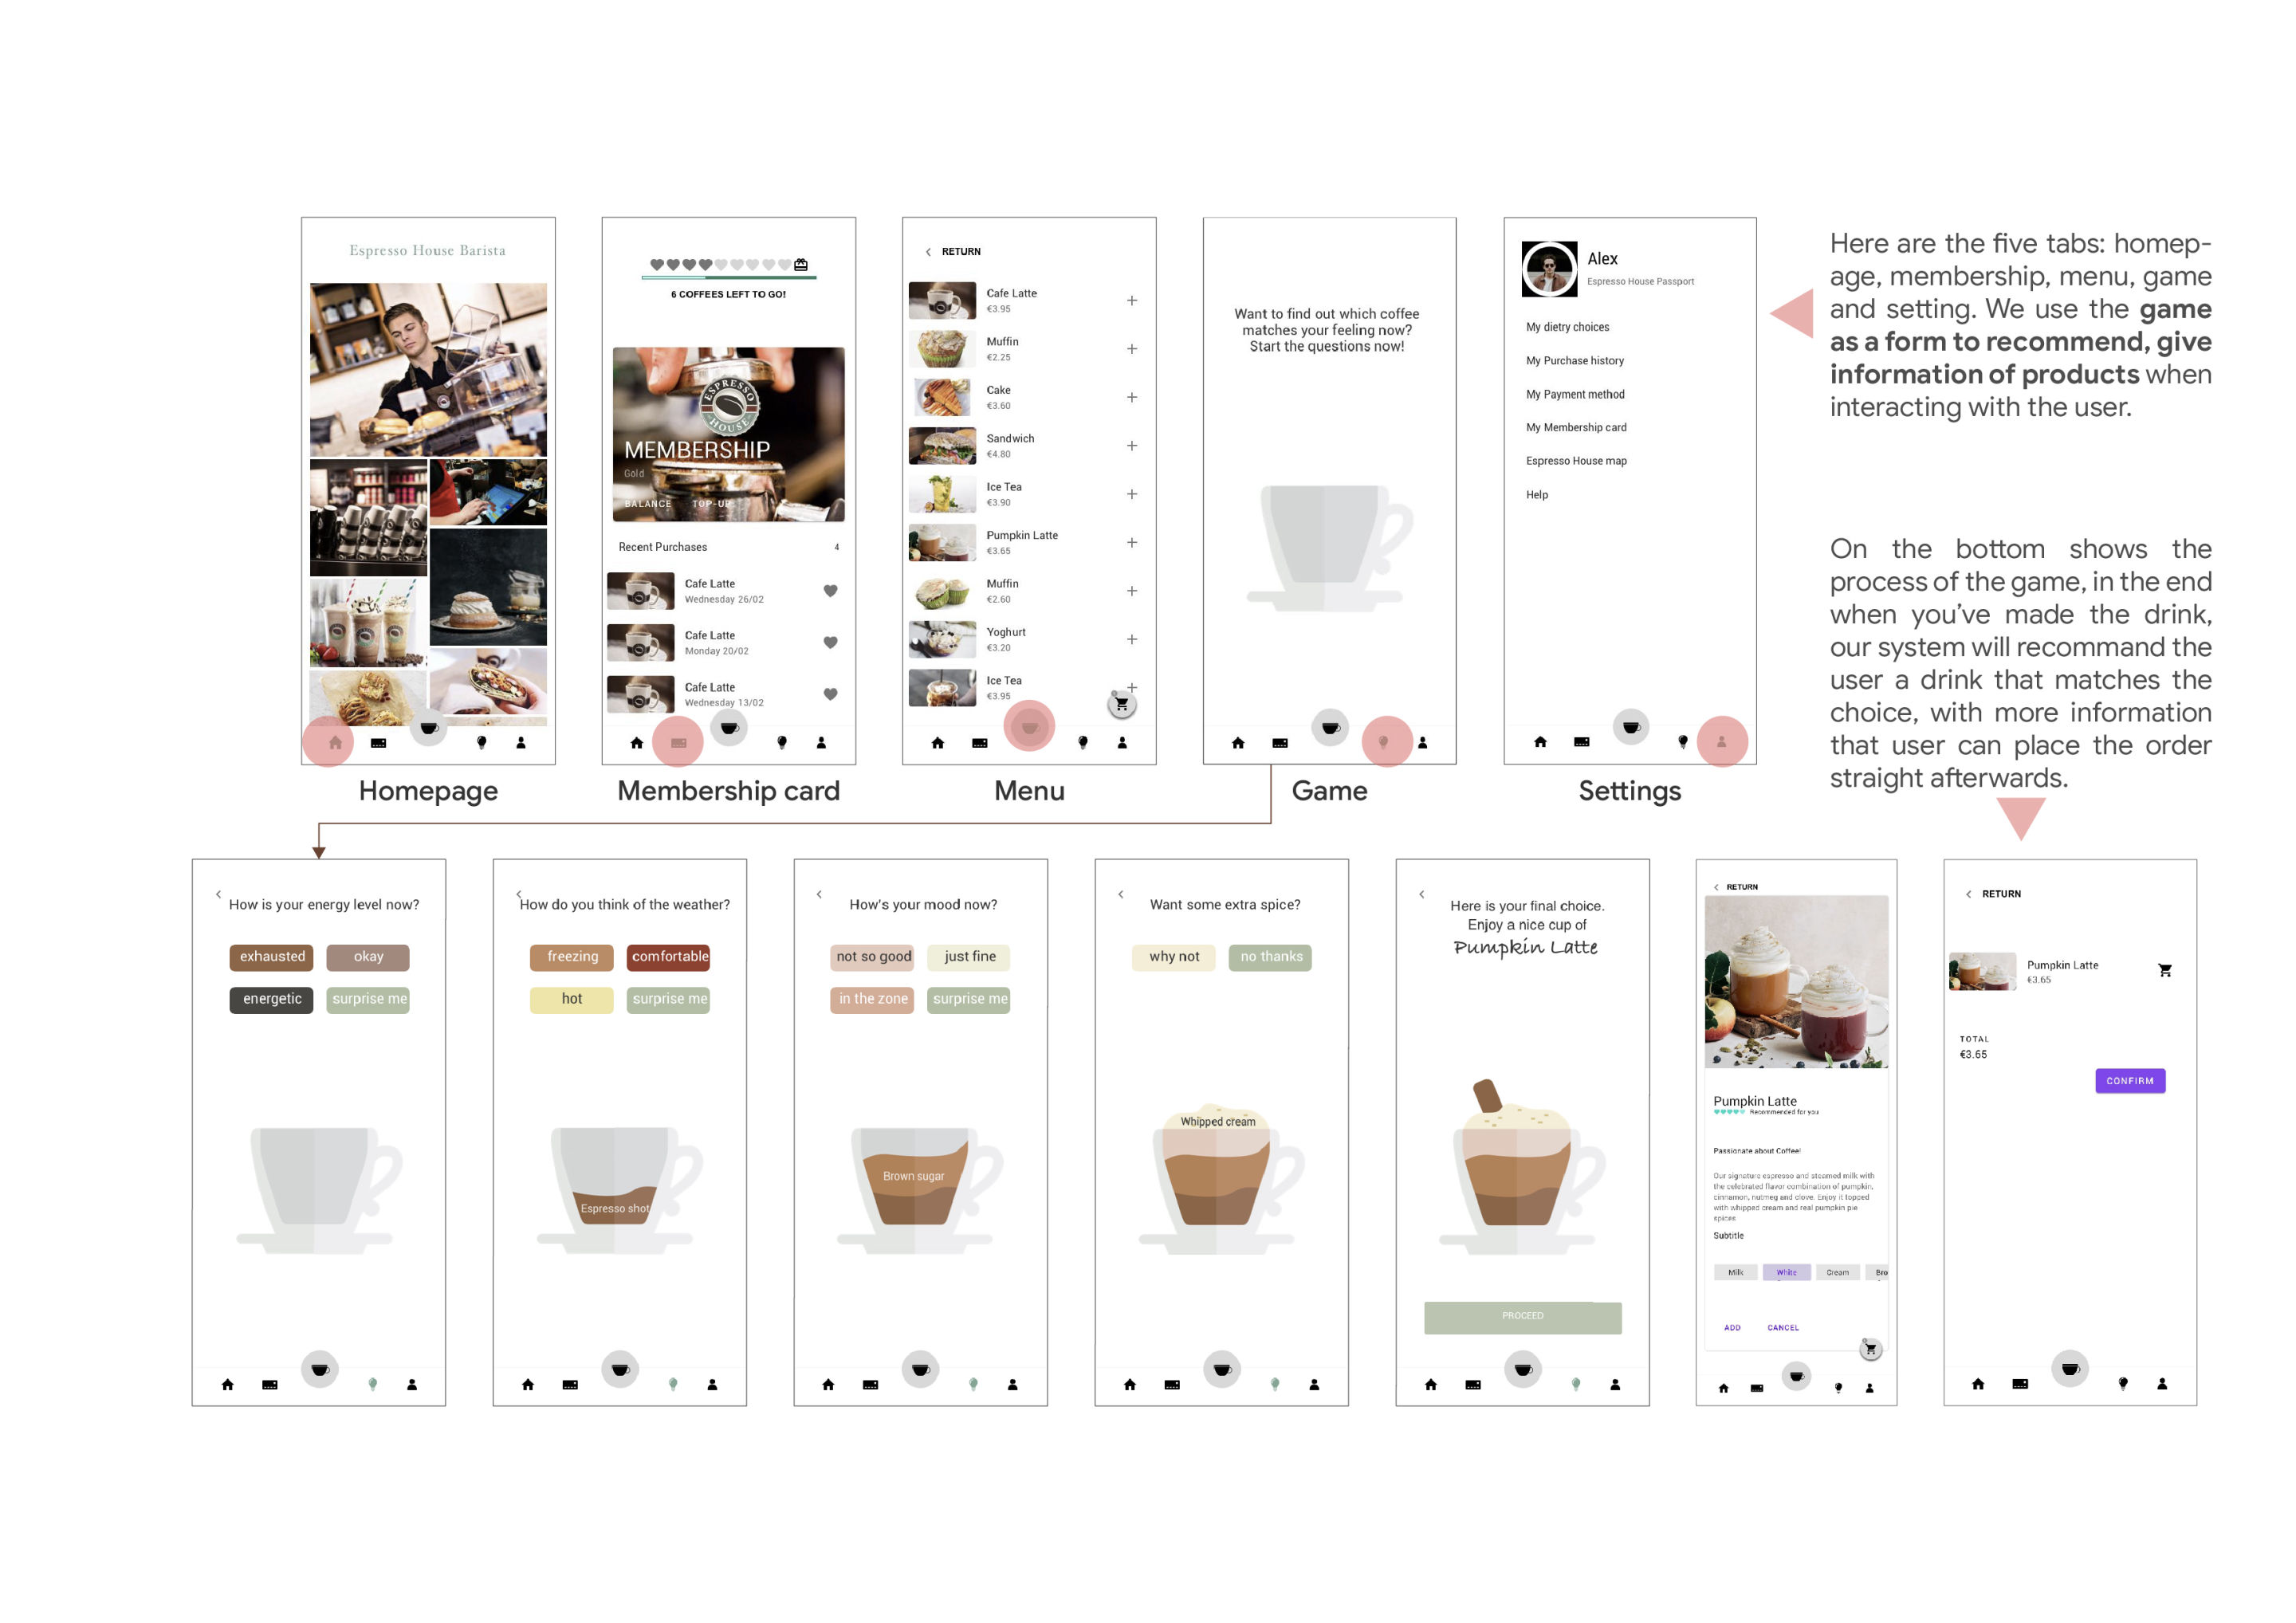 Espresso House Barista
6 COFFEES LEFT TO GO!
ESPRESSO
HOUSE
MEMBERSHIP
Gold
BALANCE TOP-UP
Recent Purchases 4
Cafe Latte
Wednesday 26/02
Cafe Latte
Monday 20/02
Cafe Latte
Wednesday 13/02
RETURN
Cafe Latte
€3.95
Muffin
€2.25
Cake
€3.60
Sandwich
€4.80
Ice Tea
€3.90
Pumpkin Latte
€3.65
Muffin
€2.60
Yoghurt
€3.20
Ice Tea
€3.95
Want to find out which coffee
matches your feeling now?
Start the questions now!
Alex
Espresso House Passport
My dietry choices
My Purchase history
My Payment method
My Membership card
Espresso House map
Help
Here are the five tabs: homep-
age, membership, menu, game
and setting. We use the game
as a form to recommend, give
information of products when
interacting with the user.
On the bottom shows the
process of the game, in the end
when you've made the drink,
our system will recommand the
user a drink that matches the
choice, with more information
that user can place the order
straight afterwards.
Homepage
Membership card
Menu
Game
Settings
How is your energy level now?
exhausted okay
energetic surprise me
How do you think of the weather?
freezing comfortable
hot surprise me
Espresso shot
How's your mood now?
not so good just fine
in the zone surprise me
Brown sugar
Want some extra spice?
why not no thanks
Whipped cream
Here is your final choice.
Enjoy a nice cup of
Pumpkin Latte
PROCEED
RETURN
Pumpkin Latte
Recommended for you
Passionate about Coffee!
Our signature espresso and steamed milk with
the celebrated flavor combination of pumpkin,
cinnamon, nutmeg and clove. Enjoy it topped
with whipped cream and real pumpkin pie
spices
Subtitle
Milk White Cream Bro
ADD CANCEL
RETURN
Pumpkin Latte
€3.65
TOTAL
€3.65
CONFIRM